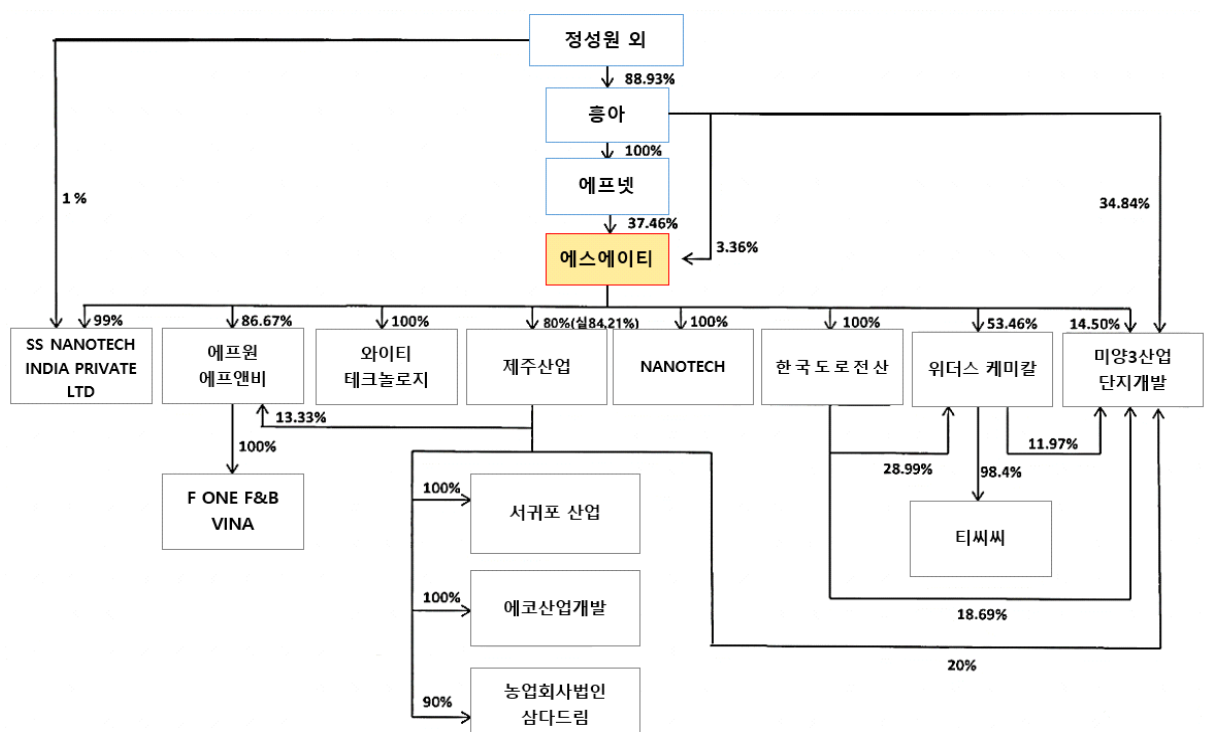 정성원 외
88.93%
흥아
100%
에프넷
1 %
34.84%
37.46%
에스에이티
3.36%
99%
86.67%
100%
80%(실84.21%)
100%
100%
53.46%
14.50%
SS NANOTECH
INDIA PRIVATE
LTD
에프원
에프앤비
와이티
테크놀로지
제주산업
NANOTECH
한국도로전산
위더스 케미칼
미양3산업
단지개발
13.33%
100%
28.99%
98.4%
11.97%
F ONE F&B
VINA
100%
서귀포 산업
티씨씨
100%
에코산업개발
18.69%
20%
90%
농업회사법인
삼다드림